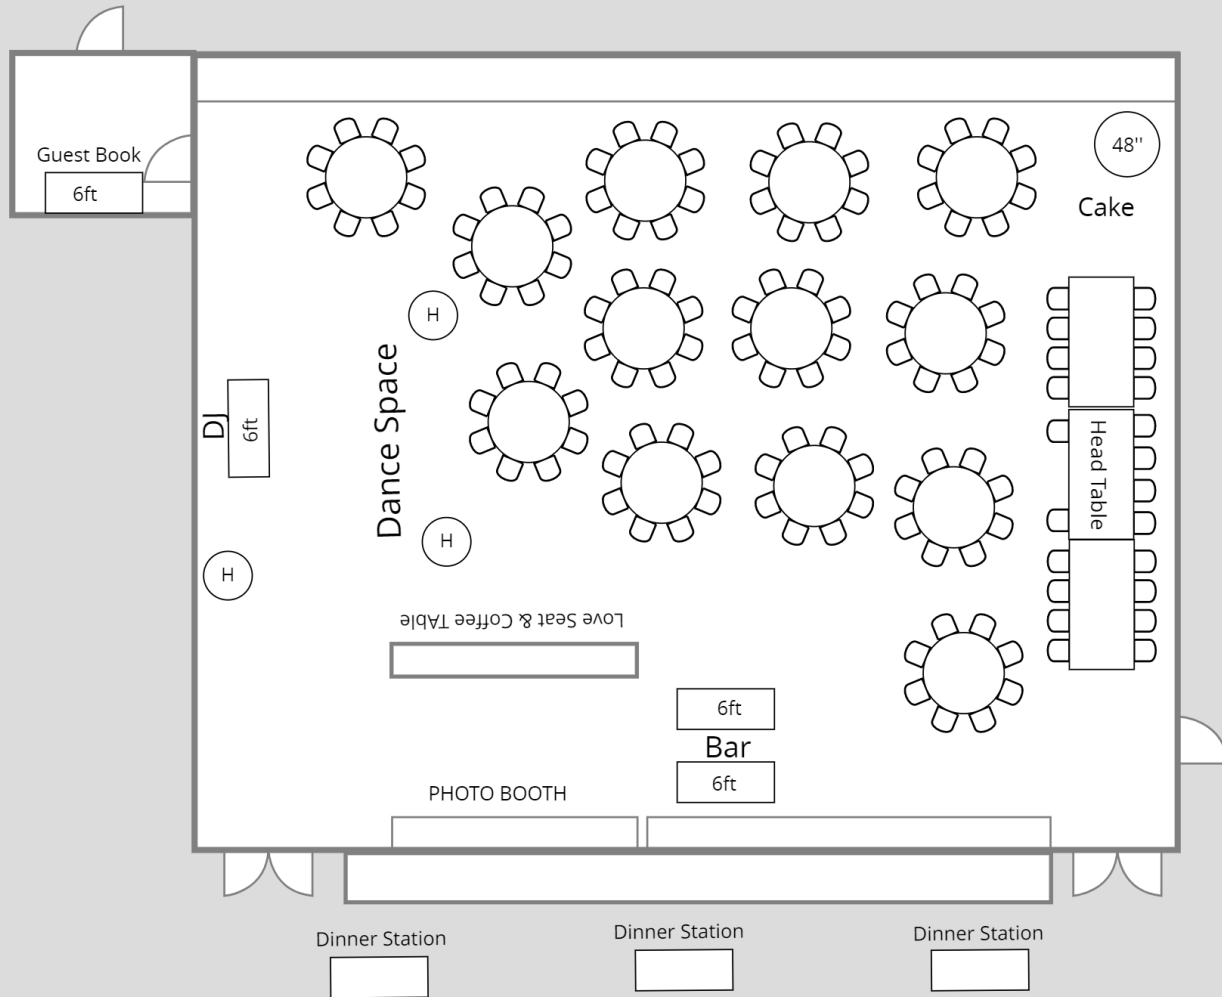 Guest Book
6ft
48''
Cake
H
Dance Space
DJ
6ft
Head Table
H
H
Love Seat & Coffee TAble
6ft
Bar
6ft
PHOTO BOOTH
Dinner Station
Dinner Station
Dinner Station